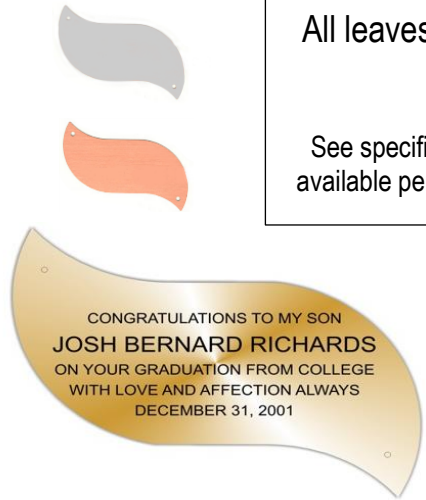 All leaves
See specifi
available pe
CONGRATULATIONS TO MY SON
JOSH BERNARD RICHARDS
ON YOUR GRADUATION FROM COLLEGE
WITH LOVE AND AFFECTION ALWAYS
DECEMBER 31, 2001